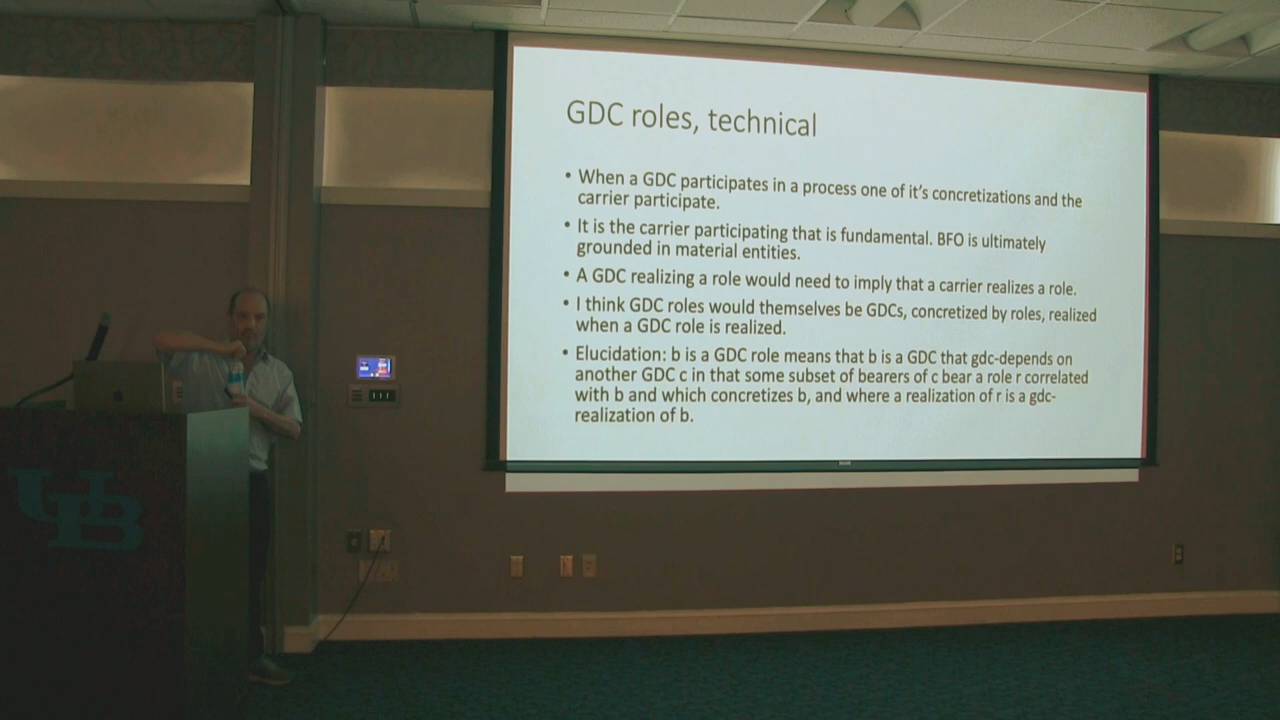 GDC roles, technical
• When a GDC participates in a process one of it's concretizations and the
carrier participate.
• It is the carrier participating that is fundamental. BFO is ultimately
grounded in material entities.
• A GDC realizing a role would need to imply that a carrier realizes a role.
• I think GDC roles would themselves be GDCs, concretized by roles, realized
when a GDC role is realized.
• Elucidation: b is a GDC role means that b is a GDC that gdc-depends on
another GDC c in that some subset of bearers of c bear a role r correlated
with b and which concretizes b, and where a realization of r is a gdc-
realization of b.
UB